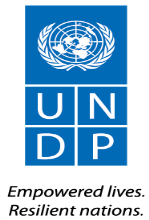 U N
D P
Empowered lives.
Resilient nations.